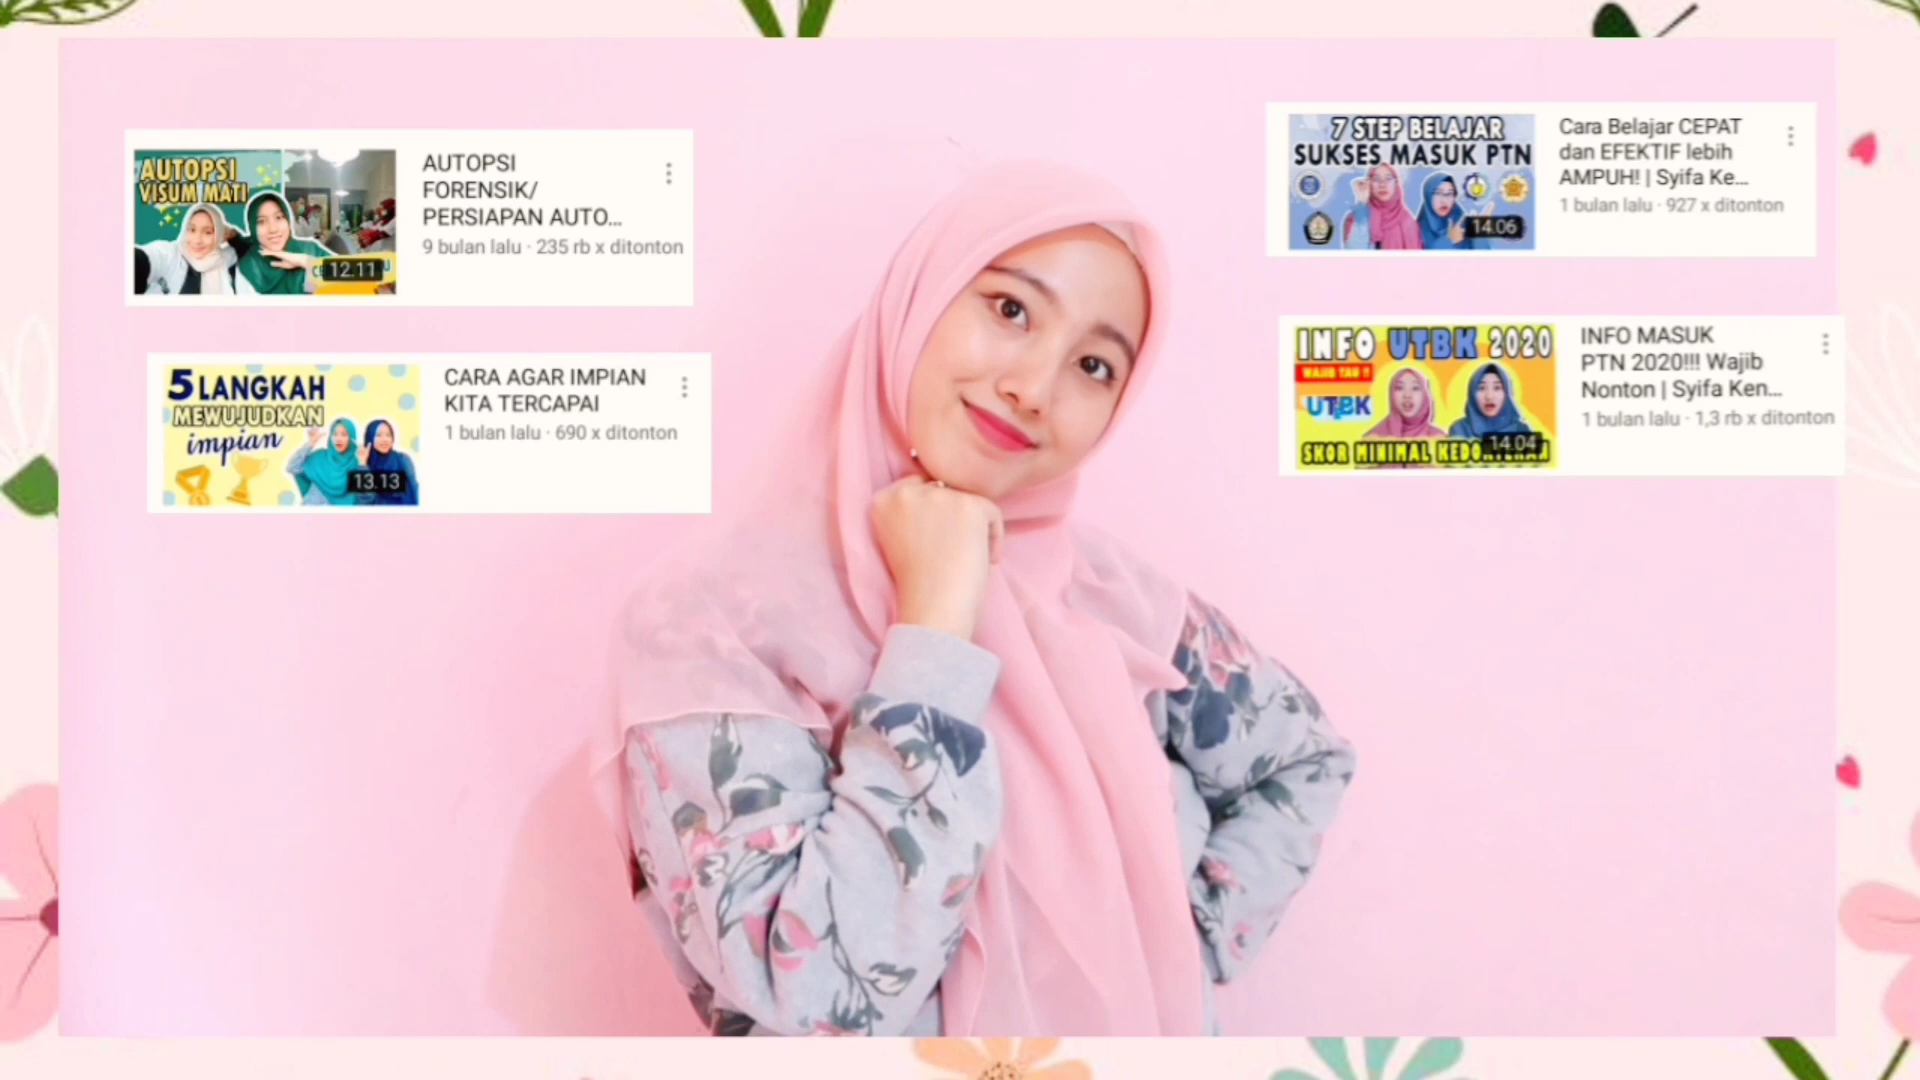 AUTOPSI
VISUM MATI
12.11
AUTOPSI
FORENSIK/
PERSIAPAN AUTO...
9 bulan lalu · 235 rb x ditonton
5 LANGKAH
MEWUJUDKAN
impian
13.13
CARA AGAR IMPIAN
KITA TERCAPAI
1 bulan lalu · 690 x ditonton
7 STEP BELAJAR
SUKSES MASUK PTN
14.06
Cara Belajar CEPAT
dan EFEKTIF lebih
AMPUH! | Syifa Ke...
1 bulan lalu · 927 x ditonton
INFO UTBK 2020
WAJIB TAU !!
UTBK
SKOR MINIMAL
14.04
INFO MASUK
PTN 2020!!! Wajib
Nonton | Syifa Ken...
1 bulan lalu · 1,3 rb x ditonton